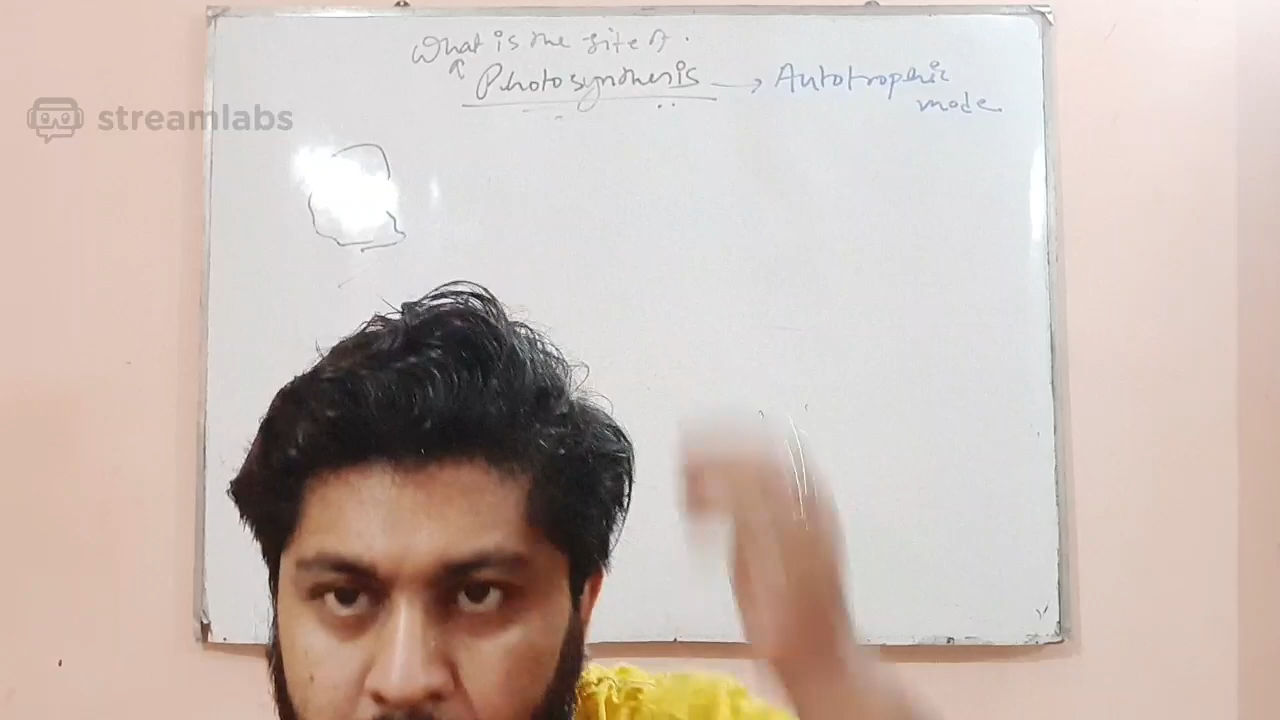 What is the site of.
Photosynthesis → Autotrophic
mode
streamlabs